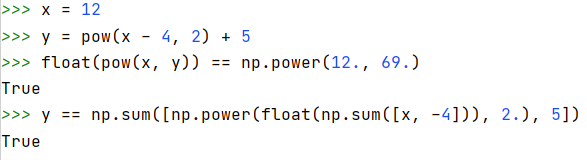 >>> x = 12
>>> y = pow(x - 4, 2) + 5
>>> float(pow(x, y)) == np.power(12., 69.)
True
>>> y == np.sum([np.power(float(np.sum([x, -4])), 2.), 5])
True